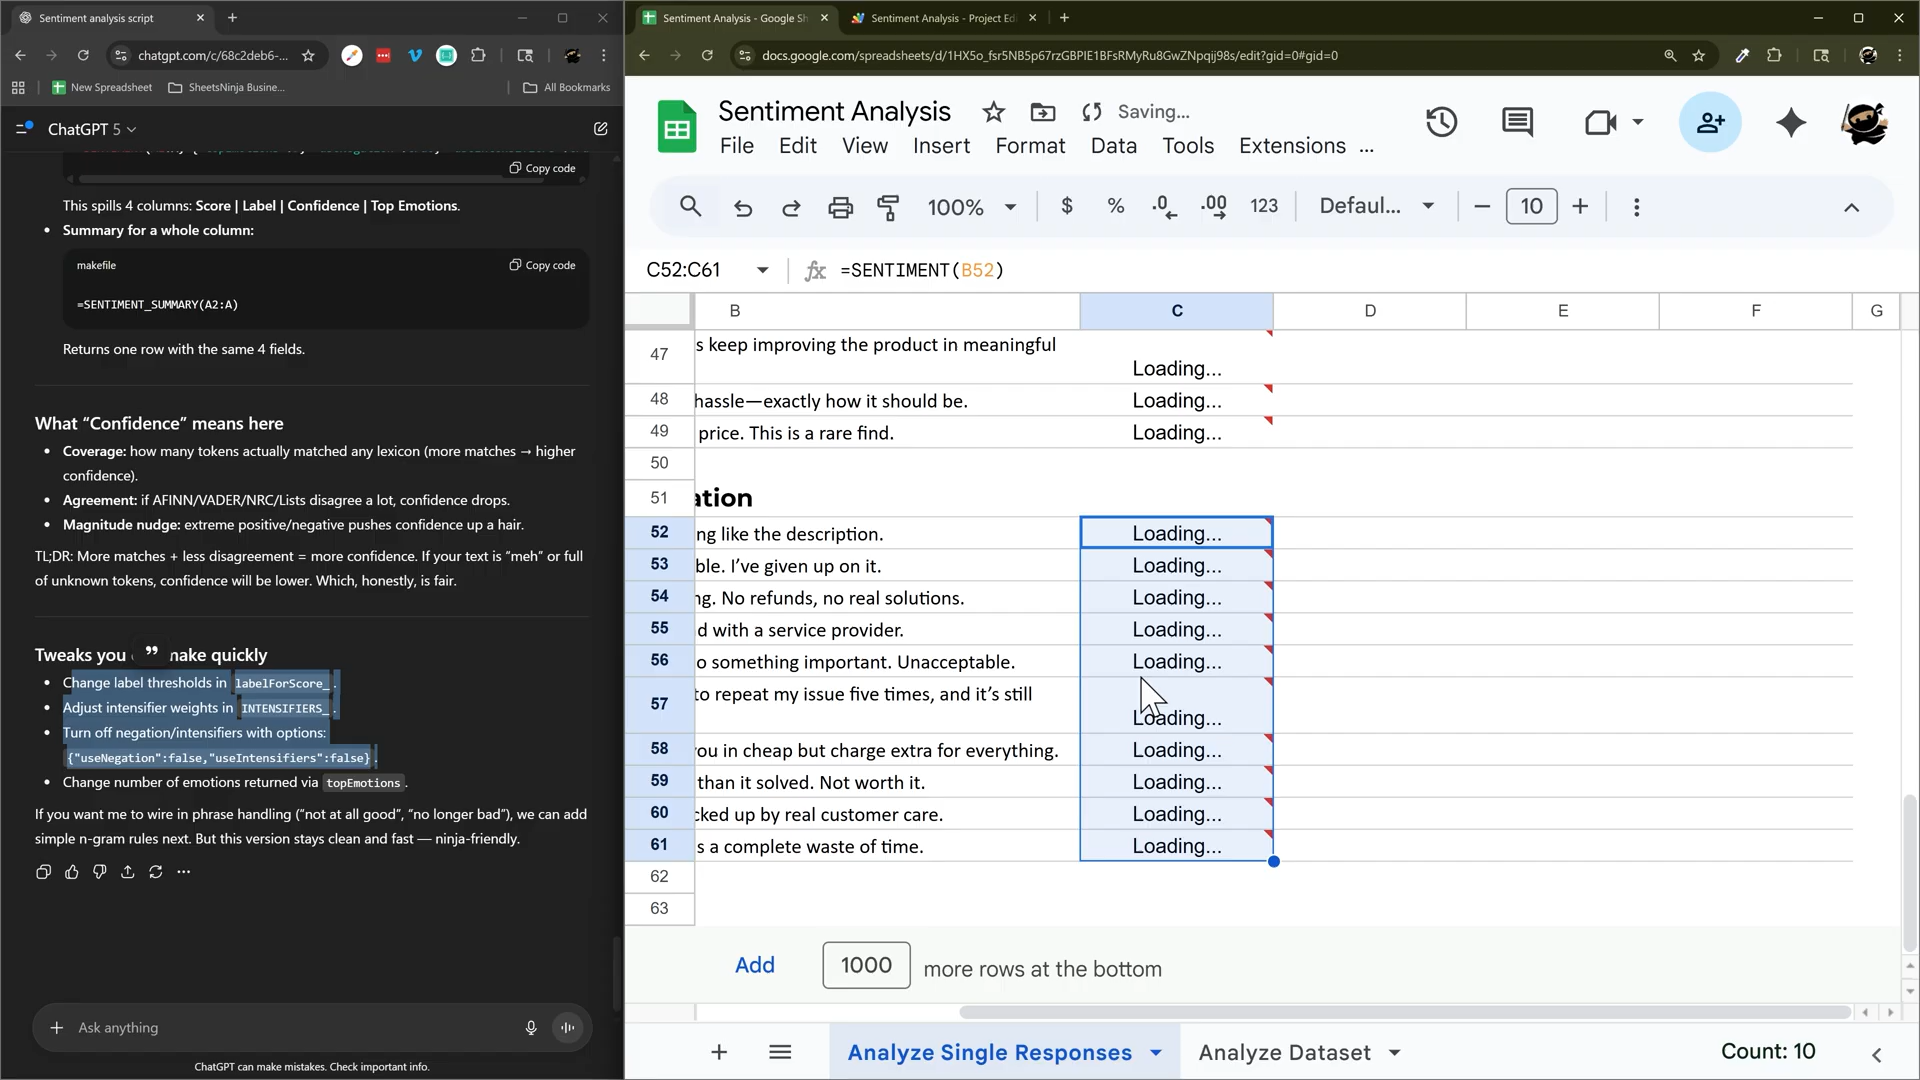 Sentiment analysis script
chatgpt.com/c/68c2deb6-...
New Spreadsheet
SheetsNinja Busine...
All Bookmarks
ChatGPT 5
Copy code
This spills 4 columns: Score | Label | Confidence | Top Emotions.
• Summary for a whole column:
makefile
Copy code
=SENTIMENT_SUMMARY(A2:A)
Returns one row with the same 4 fields.
What “Confidence” means here
• Coverage: how many tokens actually matched any lexicon (more matches → higher
confidence).
• Agreement: if AFINN/VADER/NRC/Lists disagree a lot, confidence drops.
• Magnitude nudge: extreme positive/negative pushes confidence up a hair.
TL;DR: More matches + less disagreement = more confidence. If your text is “meh” or full
of unknown tokens, confidence will be lower. Which, honestly, is fair.
Tweaks you make quickly
• Change label thresholds in labelForScore_.
• Adjust intensifier weights in INTENSIFIERS_.
• Turn off negation/intensifiers with options:
{"useNegation":false,"useIntensifiers":false}.
• Change number of emotions returned via topEmotions.
If you want me to wire in phrase handling (“not at all good”, “no longer bad”), we can add
simple n-gram rules next. But this version stays clean and fast — ninja-friendly.
Ask anything
ChatGPT can make mistakes. Check important info.
Sentiment Analysis - Google Sh
Sentiment Analysis - Project Edi
docs.google.com/spreadsheets/d/1HX5o_fsr5NB5p67rzGBPIE1BFsRMyRu8GwZNpqij98s/edit?gid=0#gid=0
Sentiment Analysis
Saving...
File Edit View Insert Format Data Tools Extensions ...
100% $ % .0 .00 123 Defaul... 10
C52:C61 fx =SENTIMENT(B52)
B C D E F G
47 s keep improving the product in meaningful Loading...
48 hassle—exactly how it should be. Loading...
49 price. This is a rare find. Loading...
50
51 ation
52 ng like the description. Loading...
53 ble. I’ve given up on it. Loading...
54 ng. No refunds, no real solutions. Loading...
55 d with a service provider. Loading...
56 o something important. Unacceptable. Loading...
57 to repeat my issue five times, and it’s still Loading...
58 you in cheap but charge extra for everything. Loading...
59 than it solved. Not worth it. Loading...
60 cked up by real customer care. Loading...
61 s a complete waste of time. Loading...
62
63
Add 1000 more rows at the bottom
Analyze Single Responses Analyze Dataset Count: 10